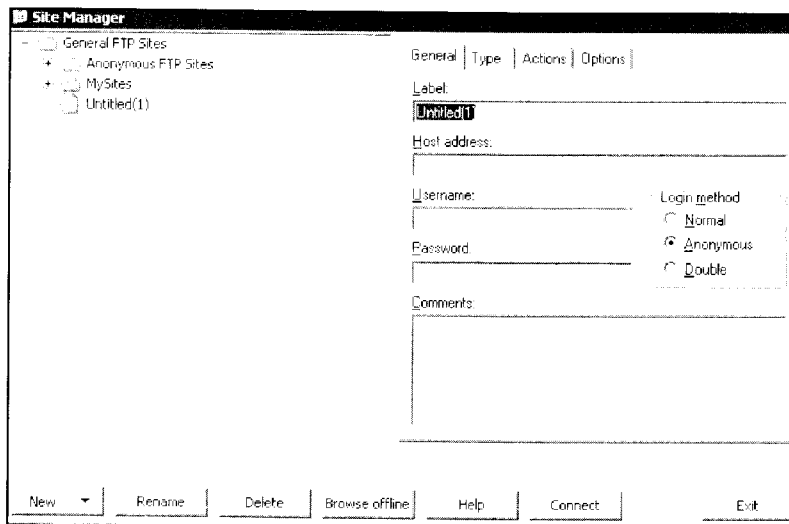 Site Manager
General FTP Sites
Anonymous FTP Sites
MySites
Untitled(1)
General Type Actions Options
Label:
Untitled(1)
Host address:
Username:
Login method
Normal
Anonymous
Double
Password:
Comments:
New Rename Delete Browse offline Help Connect Exit